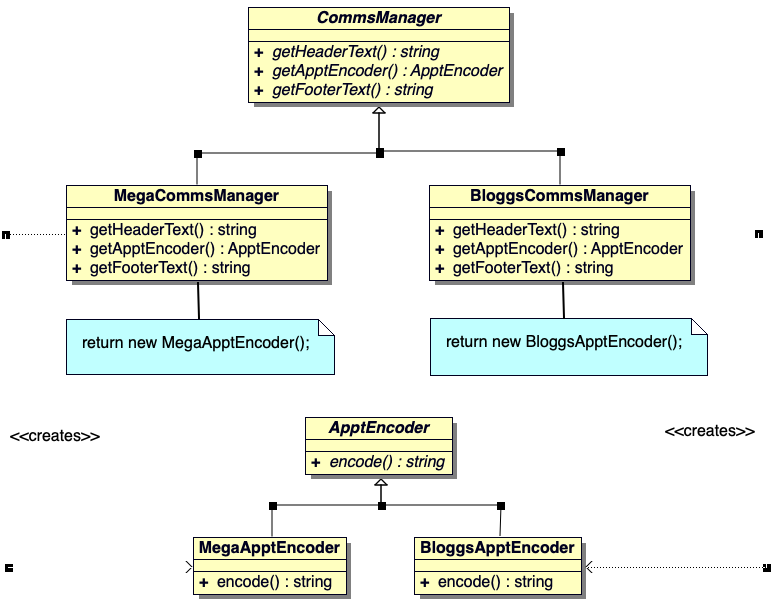 CommsManager
+ getHeaderText() : string
+ getApptEncoder() : ApptEncoder
+ getFooterText() : string
MegaCommsManager
+ getHeaderText() : string
+ getApptEncoder() : ApptEncoder
+ getFooterText() : string
BloggsCommsManager
+ getHeaderText() : string
+ getApptEncoder() : ApptEncoder
+ getFooterText() : string
return new MegaApptEncoder();
return new BloggsApptEncoder();
<<creates>>
ApptEncoder
+ encode() : string
<<creates>>
MegaApptEncoder
+ encode() : string
BloggsApptEncoder
+ encode() : string